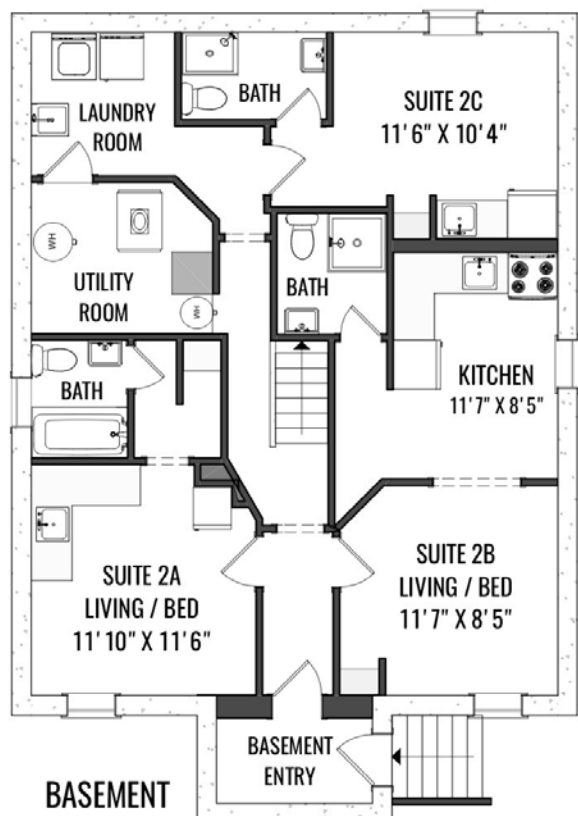 LAUNDRY
ROOM
BATH
SUITE 2C
11'6" X 10'4"
WH
UTILITY
ROOM
WH
BATH
KITCHEN
11'7" X 8'5"
BATH
SUITE 2A
LIVING / BED
11'10" X 11'6"
SUITE 2B
LIVING / BED
11'7" X 8'5"
BASEMENT
ENTRY
BASEMENT